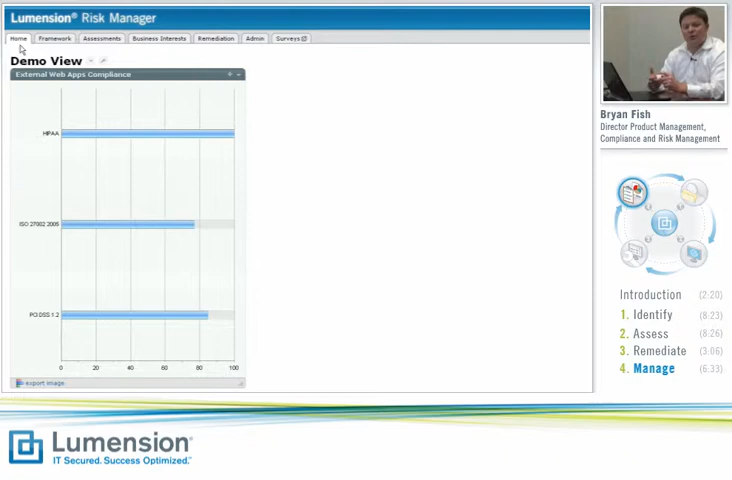 Lumension® Risk Manager
Home Framework Assessments Business Interests Remediation Admin Surveys
Demo View
External Web Apps Compliance
HIPAA
ISO 27002 2005
PCI DSS 1.2
0 20 40 60 80 100
export image
Bryan Fish
Director Product Management,
Compliance and Risk Management
Introduction (2:20)
1. Identify (8:23)
2. Assess (8:26)
3. Remediate (3:06)
4. Manage (6:33)
Lumension™
IT Secured. Success Optimized.™